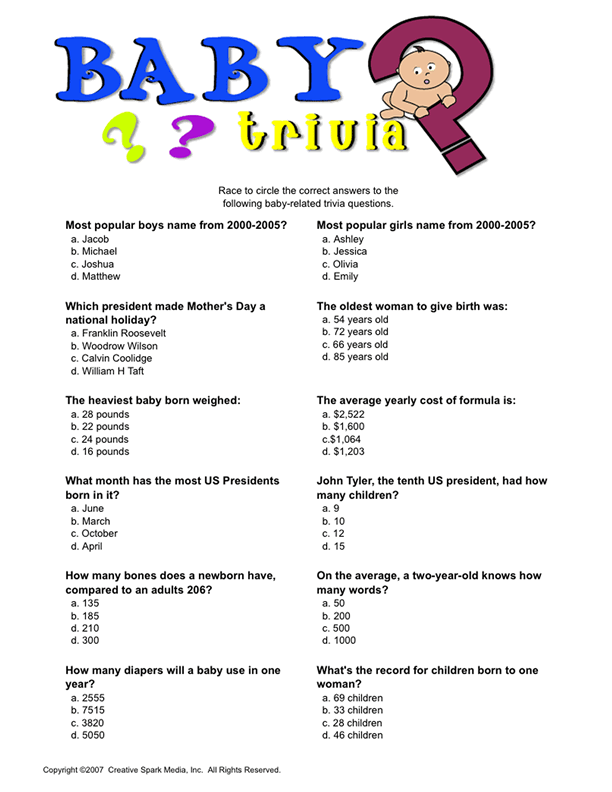 BABY
trivia
Race to circle the correct answers to the
following baby-related trivia questions.
Most popular boys name from 2000-2005?
a. Jacob
b. Michael
c. Joshua
d. Matthew
Most popular girls name from 2000-2005?
a. Ashley
b. Jessica
c. Olivia
d. Emily
Which president made Mother's Day a
national holiday?
a. Franklin Roosevelt
b. Woodrow Wilson
c. Calvin Coolidge
d. William H Taft
The oldest woman to give birth was:
a. 54 years old
b. 72 years old
c. 66 years old
d. 85 years old
The heaviest baby born weighed:
a. 28 pounds
b. 22 pounds
c. 24 pounds
d. 16 pounds
The average yearly cost of formula is:
a. $2,522
b. $1,600
c.$1,064
d. $1,203
What month has the most US Presidents
born in it?
a. June
b. March
c. October
d. April
John Tyler, the tenth US president, had how
many children?
a. 9
b. 10
c. 12
d. 15
How many bones does a newborn have,
compared to an adults 206?
a. 135
b. 185
d. 210
d. 300
On the average, a two-year-old knows how
many words?
a. 50
b. 200
c. 500
d. 1000
How many diapers will a baby use in one
year?
a. 2555
b. 7515
c. 3820
d. 5050
What's the record for children born to one
woman?
a. 69 children
b. 33 children
c. 28 children
d. 46 children
Copyright ©2007 Creative Spark Media, Inc. All Rights Reserved.